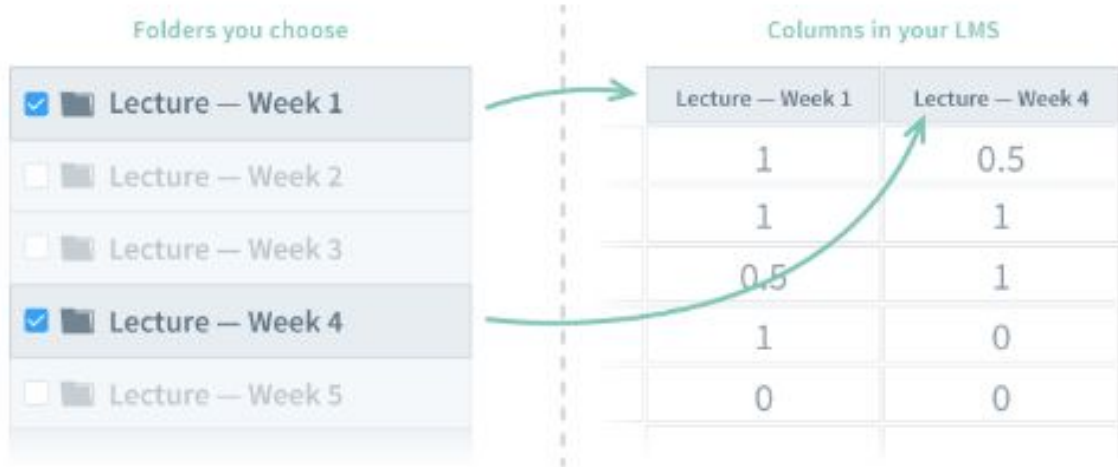 Folders you choose
Lecture — Week 1
Lecture — Week 2
Lecture — Week 3
Lecture — Week 4
Lecture — Week 5
Columns in your LMS
Lecture — Week 1 Lecture — Week 4
1 0.5
1 1
0.5 1
1 0
0 0